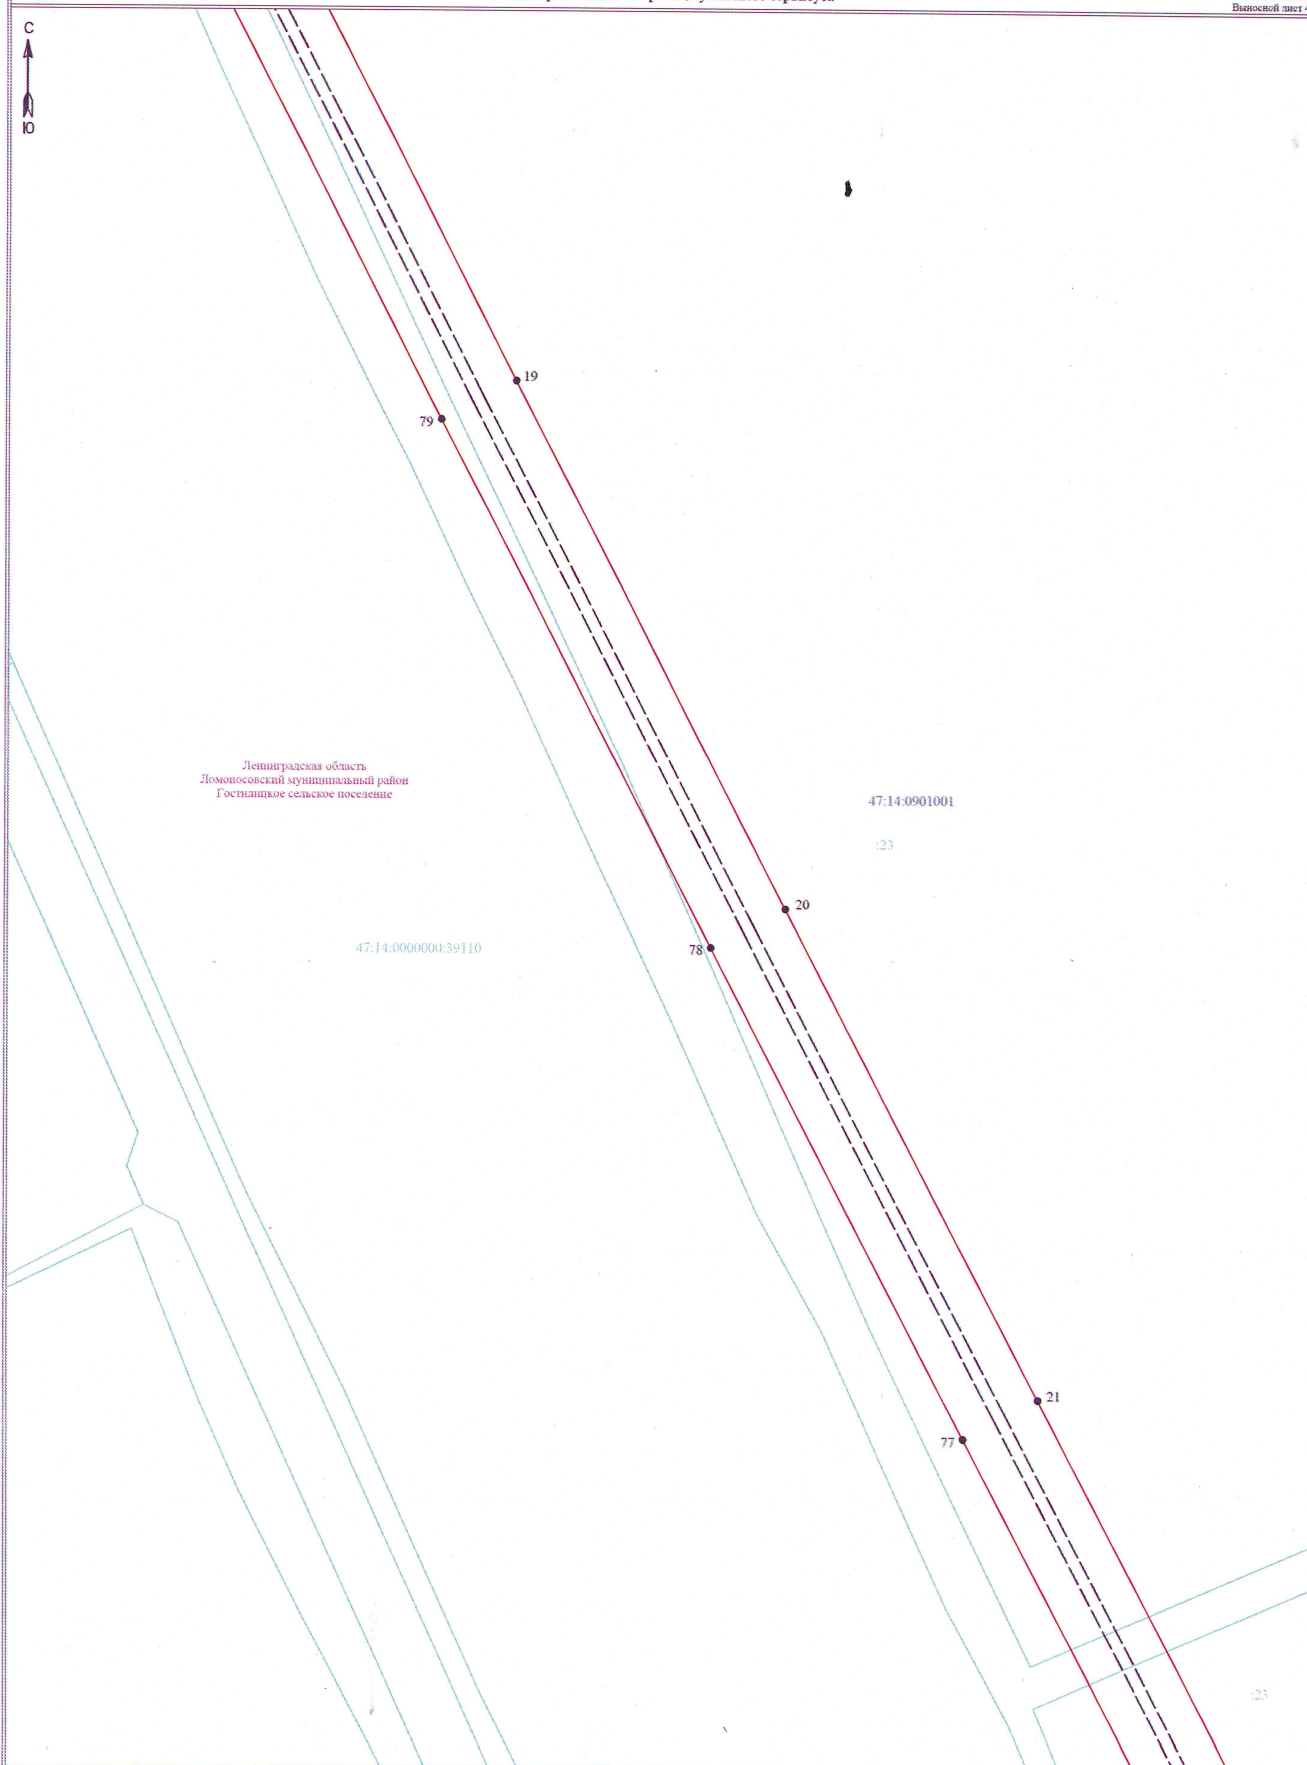 Выносной лист
С
Ю
19
79
Ленинградская область
Ломоносовский муниципальный район
Гостилицкое сельское поселение
47:14:0901001
:23
20
47:14:0000000:39110
78
21
77
:23